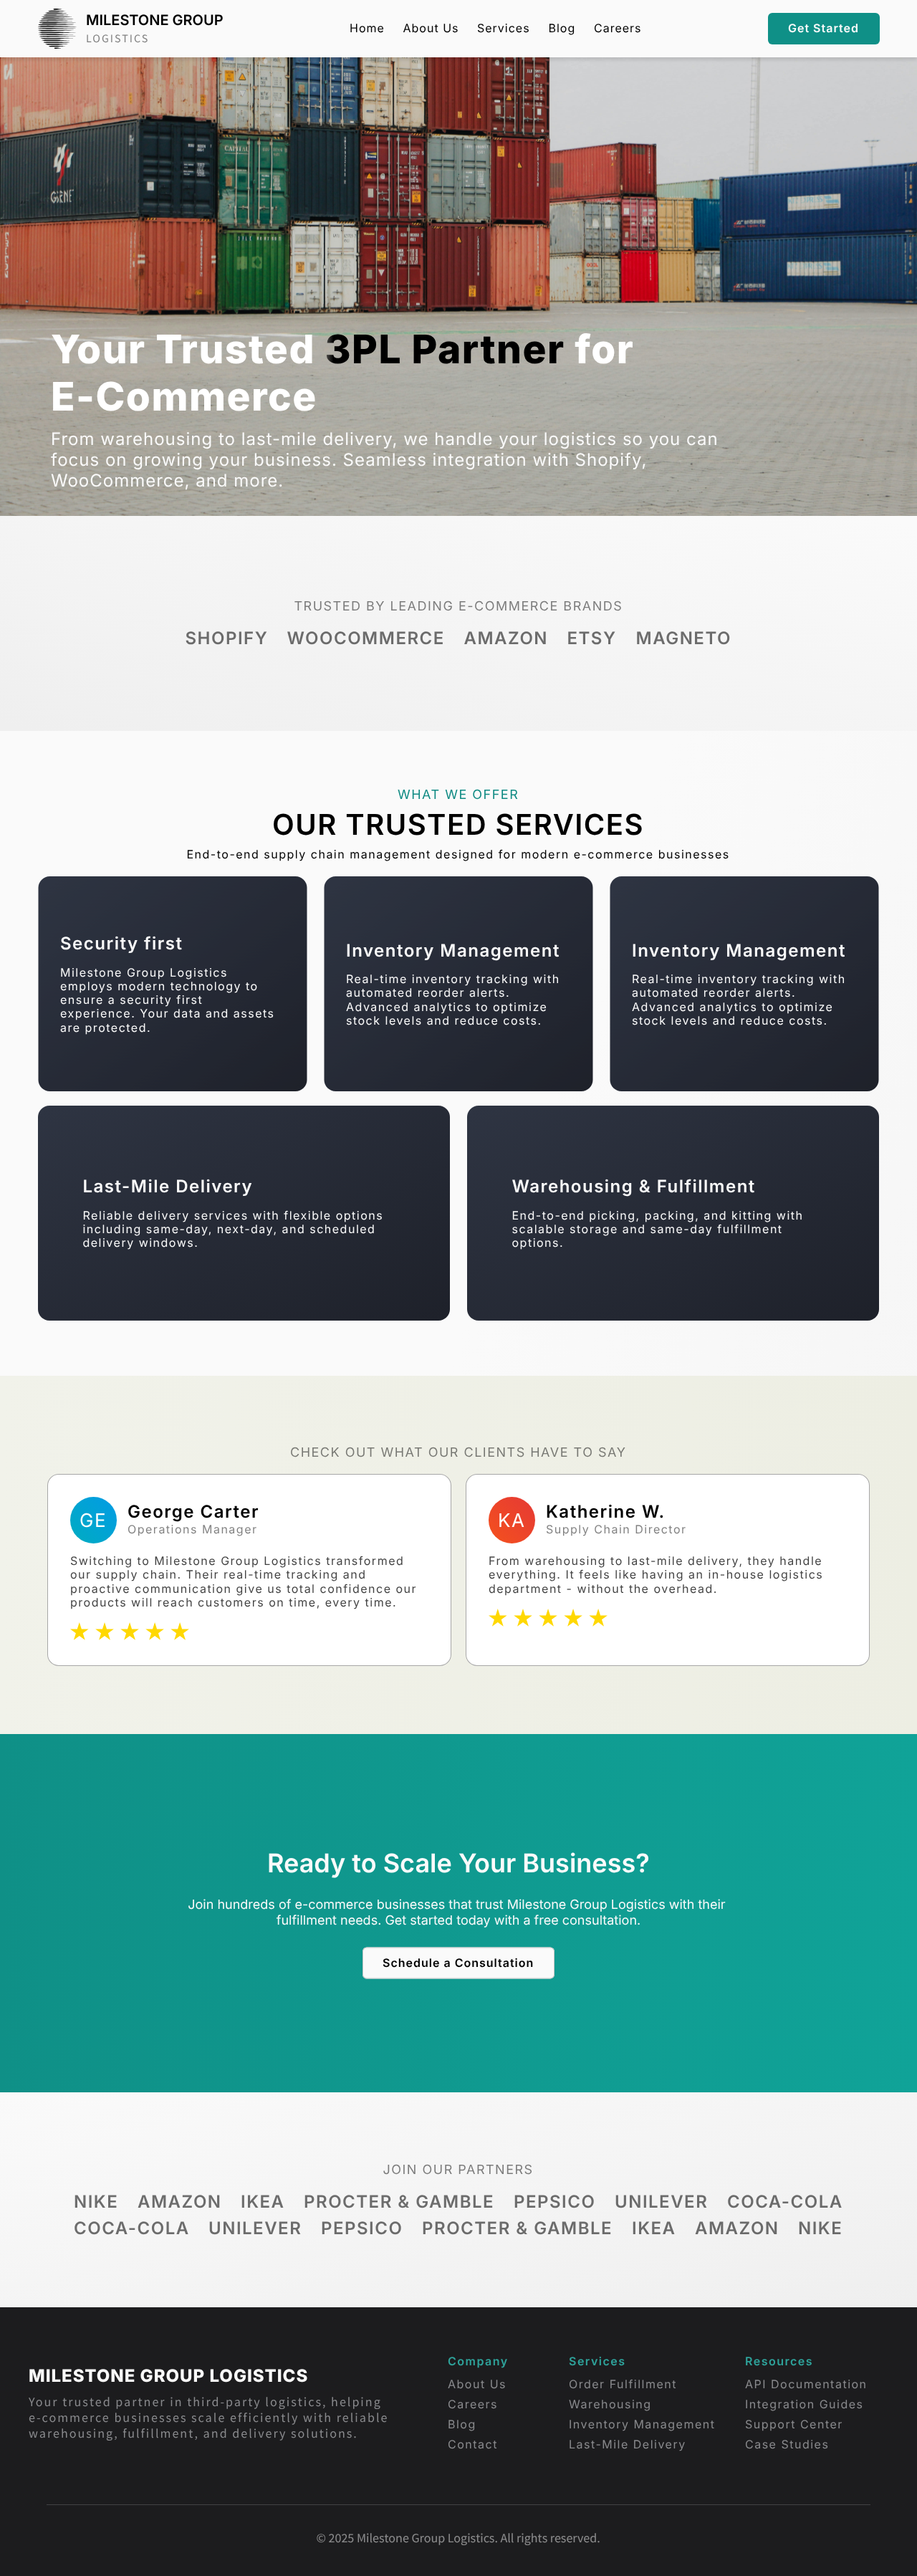 MILESTONE GROUP
LOGISTICS
Home About Us Services Blog Careers
Get Started
CAPITAL
Your Trusted 3PL Partner for
E-Commerce
From warehousing to last-mile delivery, we handle your logistics so you can
focus on growing your business. Seamless integration with Shopify,
WooCommerce, and more.
TRUSTED BY LEADING E-COMMERCE BRANDS
SHOPIFY WOOCOMMERCE AMAZON ETSY MAGNETO
WHAT WE OFFER
OUR TRUSTED SERVICES
End-to-end supply chain management designed for modern e-commerce businesses
Security first
Milestone Group Logistics
employs modern technology to
ensure a security first
experience. Your data and assets
are protected.
Inventory Management
Real-time inventory tracking with
automated reorder alerts.
Advanced analytics to optimize
stock levels and reduce costs.
Inventory Management
Real-time inventory tracking with
automated reorder alerts.
Advanced analytics to optimize
stock levels and reduce costs.
Last-Mile Delivery
Reliable delivery services with flexible options
including same-day, next-day, and scheduled
delivery windows.
Warehousing & Fulfillment
End-to-end picking, packing, and kitting with
scalable storage and same-day fulfillment
options.
CHECK OUT WHAT OUR CLIENTS HAVE TO SAY
GE
George Carter
Operations Manager
Switching to Milestone Group Logistics transformed
our supply chain. Their real-time tracking and
proactive communication give us total confidence our
products will reach customers on time, every time.
KA
Katherine W.
Supply Chain Director
From warehousing to last-mile delivery, they handle
everything. It feels like having an in-house logistics
department - without the overhead.
Ready to Scale Your Business?
Join hundreds of e-commerce businesses that trust Milestone Group Logistics with their
fulfillment needs. Get started today with a free consultation.
Schedule a Consultation
JOIN OUR PARTNERS
NIKE AMAZON IKEA PROCTER & GAMBLE PEPSICO UNILEVER COCA-COLA
COCA-COLA UNILEVER PEPSICO PROCTER & GAMBLE IKEA AMAZON NIKE
MILESTONE GROUP LOGISTICS
Your trusted partner in third-party logistics, helping
e-commerce businesses scale efficiently with reliable
warehousing, fulfillment, and delivery solutions.
Company
About Us
Careers
Blog
Contact
Services
Order Fulfillment
Warehousing
Inventory Management
Last-Mile Delivery
Resources
API Documentation
Integration Guides
Support Center
Case Studies
© 2025 Milestone Group Logistics. All rights reserved.